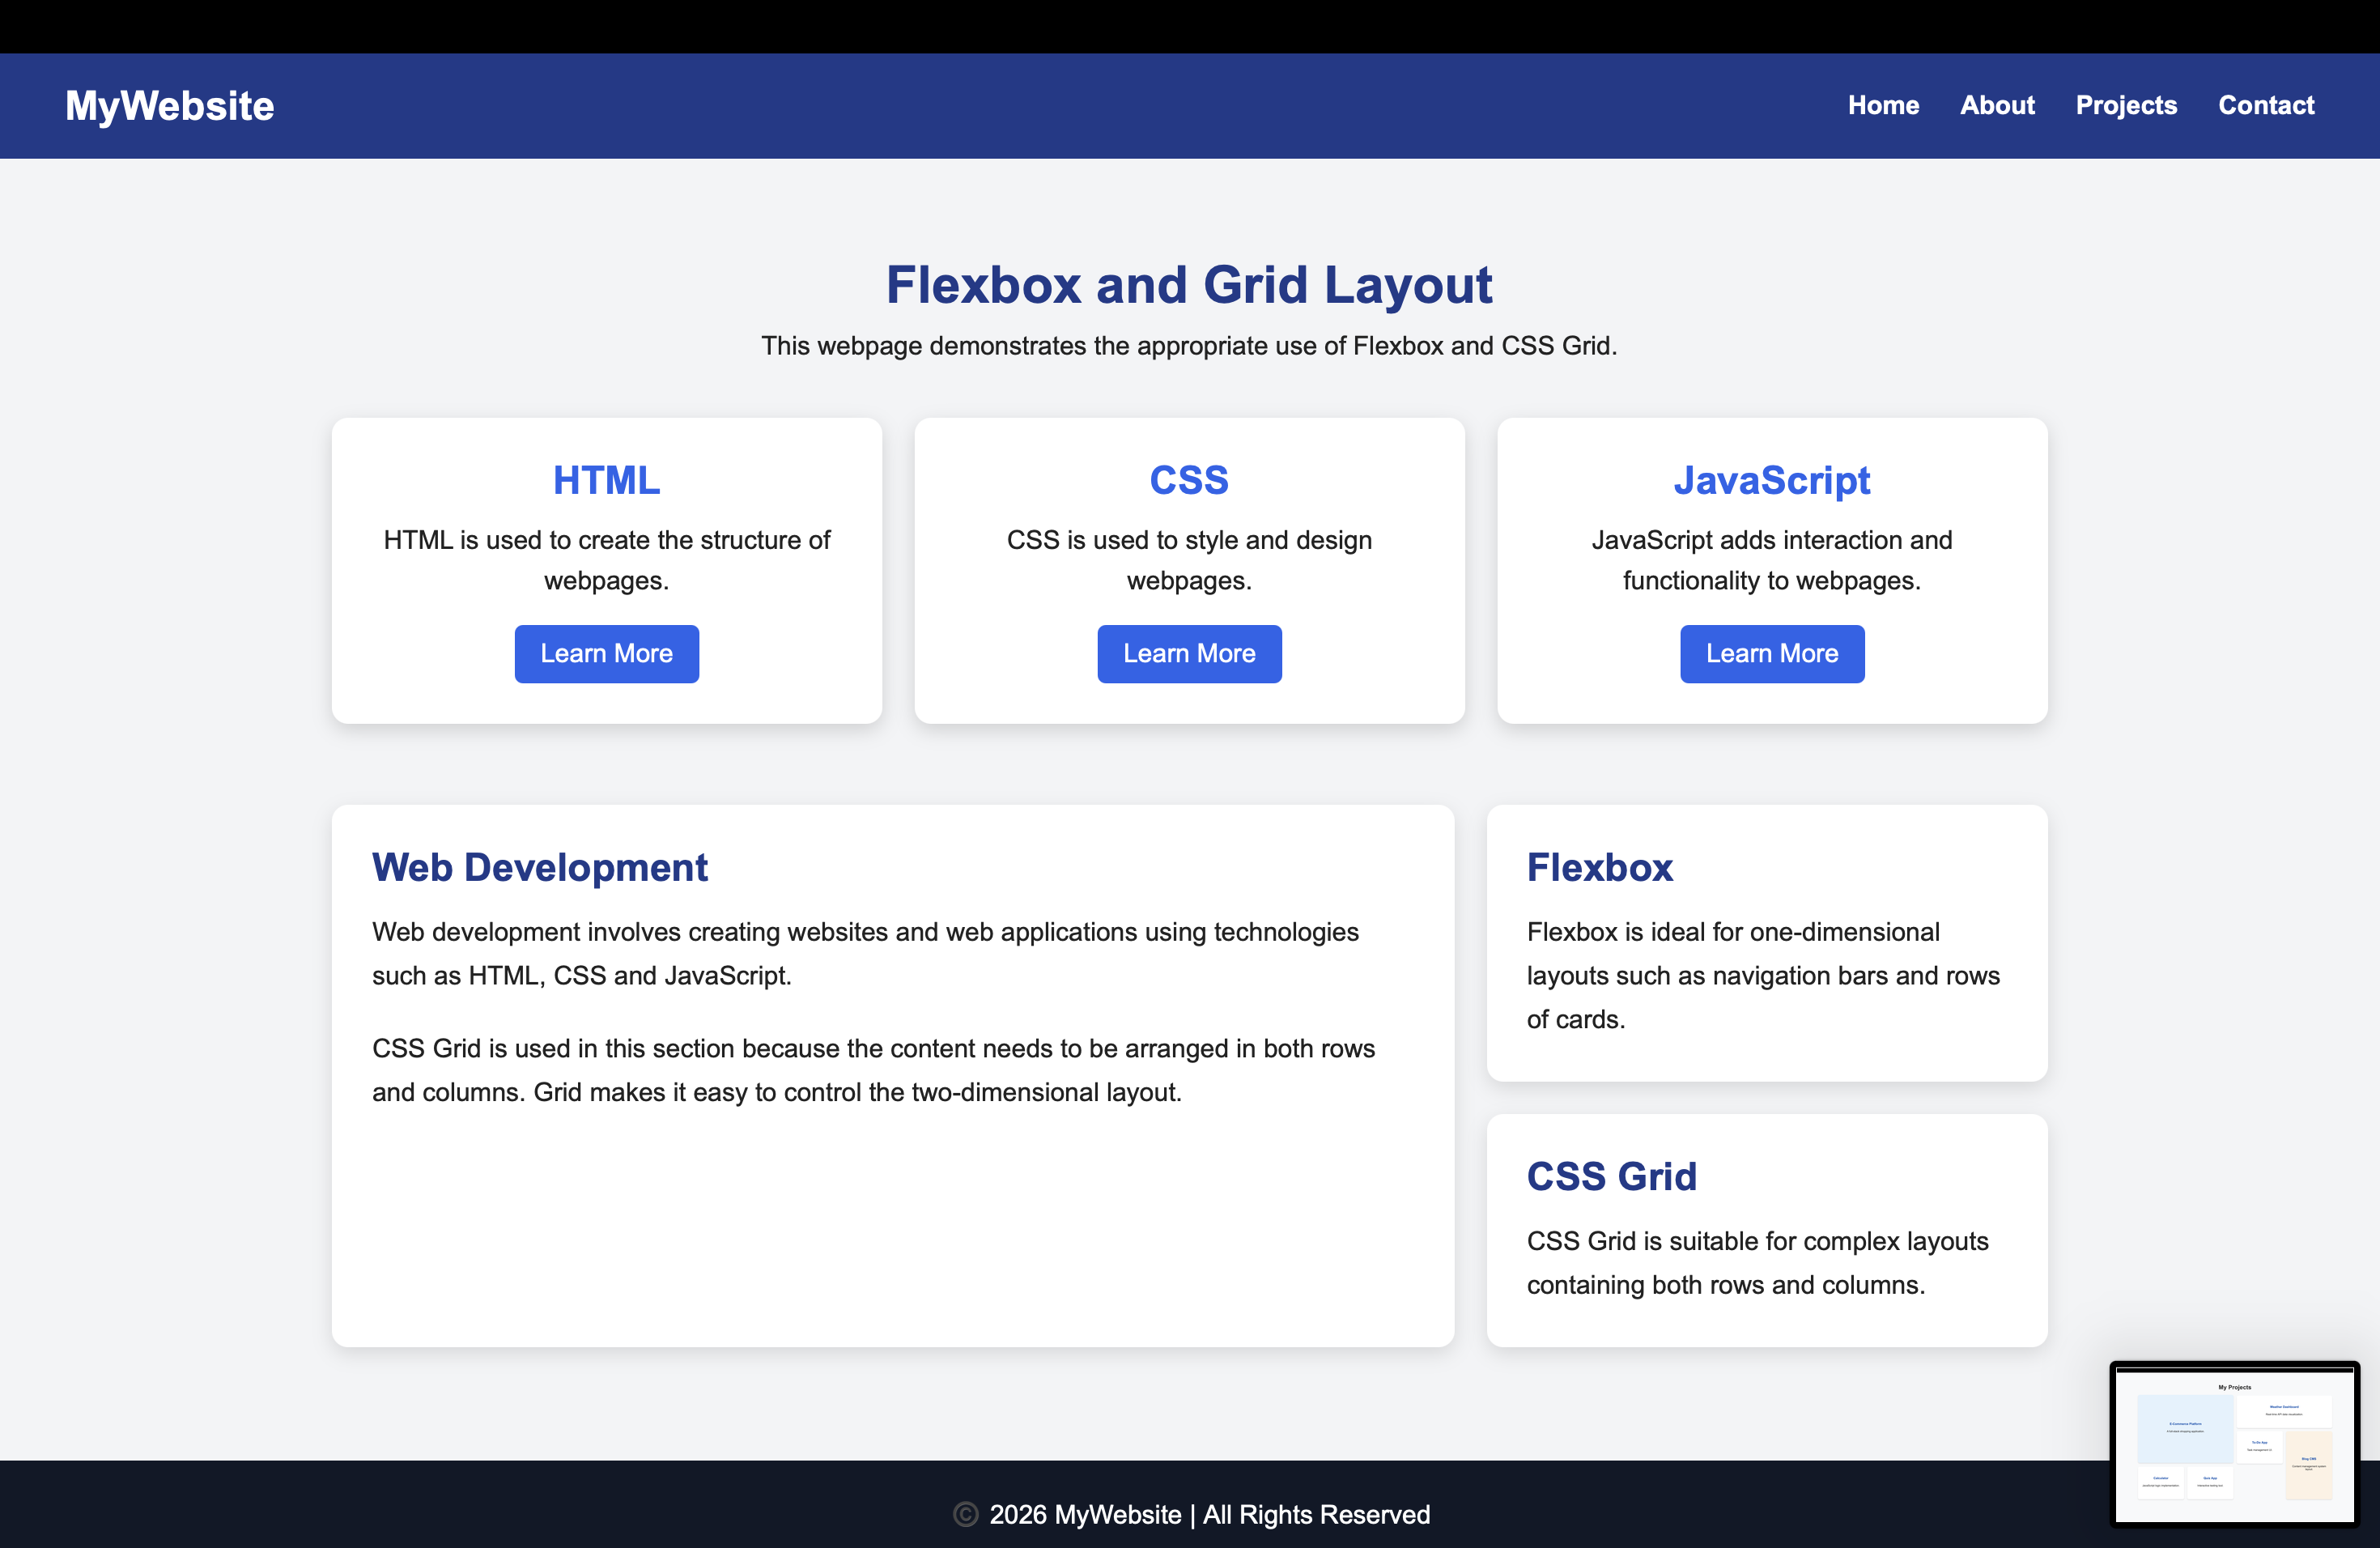 MyWebsite
Home About Projects Contact
Flexbox and Grid Layout
This webpage demonstrates the appropriate use of Flexbox and CSS Grid.
HTML
HTML is used to create the structure of
webpages.
Learn More
CSS
CSS is used to style and design
webpages.
Learn More
JavaScript
JavaScript adds interaction and
functionality to webpages.
Learn More
Web Development
Web development involves creating websites and web applications using technologies
such as HTML, CSS and JavaScript.
CSS Grid is used in this section because the content needs to be arranged in both rows
and columns. Grid makes it easy to control the two-dimensional layout.
Flexbox
Flexbox is ideal for one-dimensional
layouts such as navigation bars and rows
of cards.
CSS Grid
CSS Grid is suitable for complex layouts
containing both rows and columns.
My Projects
© 2026 MyWebsite | All Rights Reserved